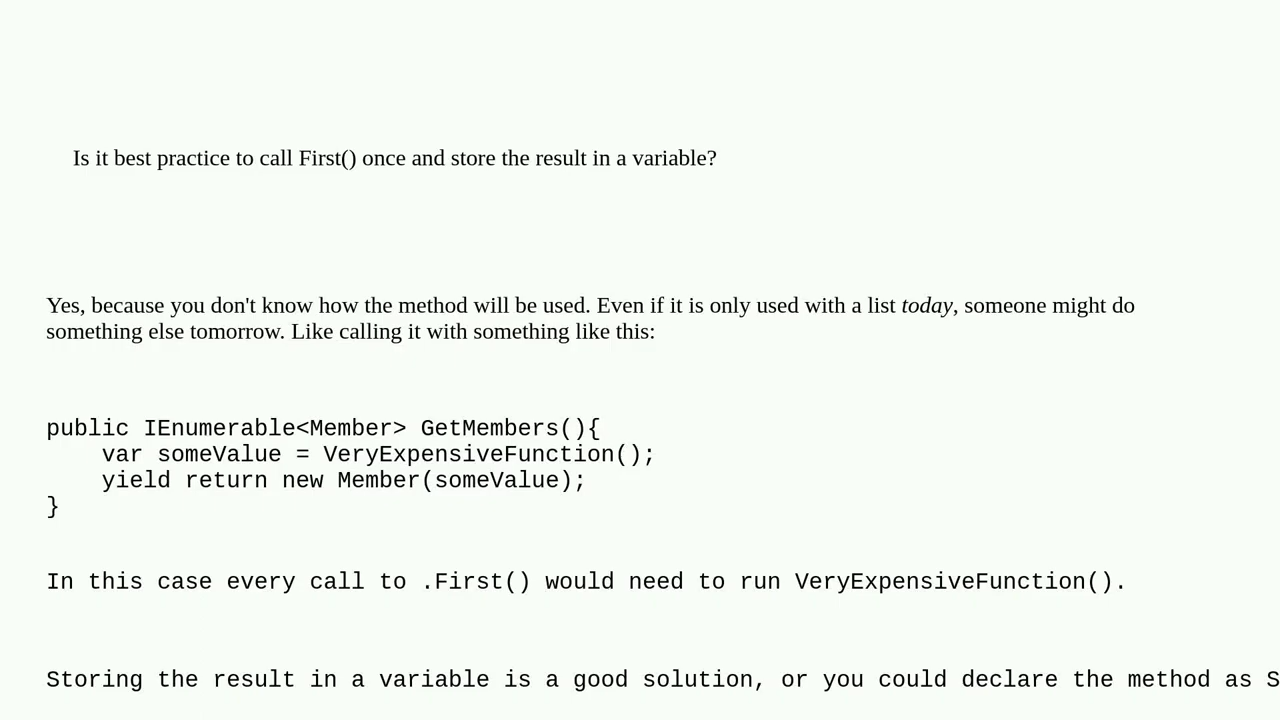 Is it best practice to call First() once and store the result in a variable?
Yes, because you don't know how the method will be used. Even if it is only used with a list today, someone might do
something else tomorrow. Like calling it with something like this:
public IEnumerable<Member> GetMembers(){
    var someValue = VeryExpensiveFunction();
    yield return new Member(someValue);
}
In this case every call to .First() would need to run VeryExpensiveFunction().
Storing the result in a variable is a good solution, or you could declare the method as